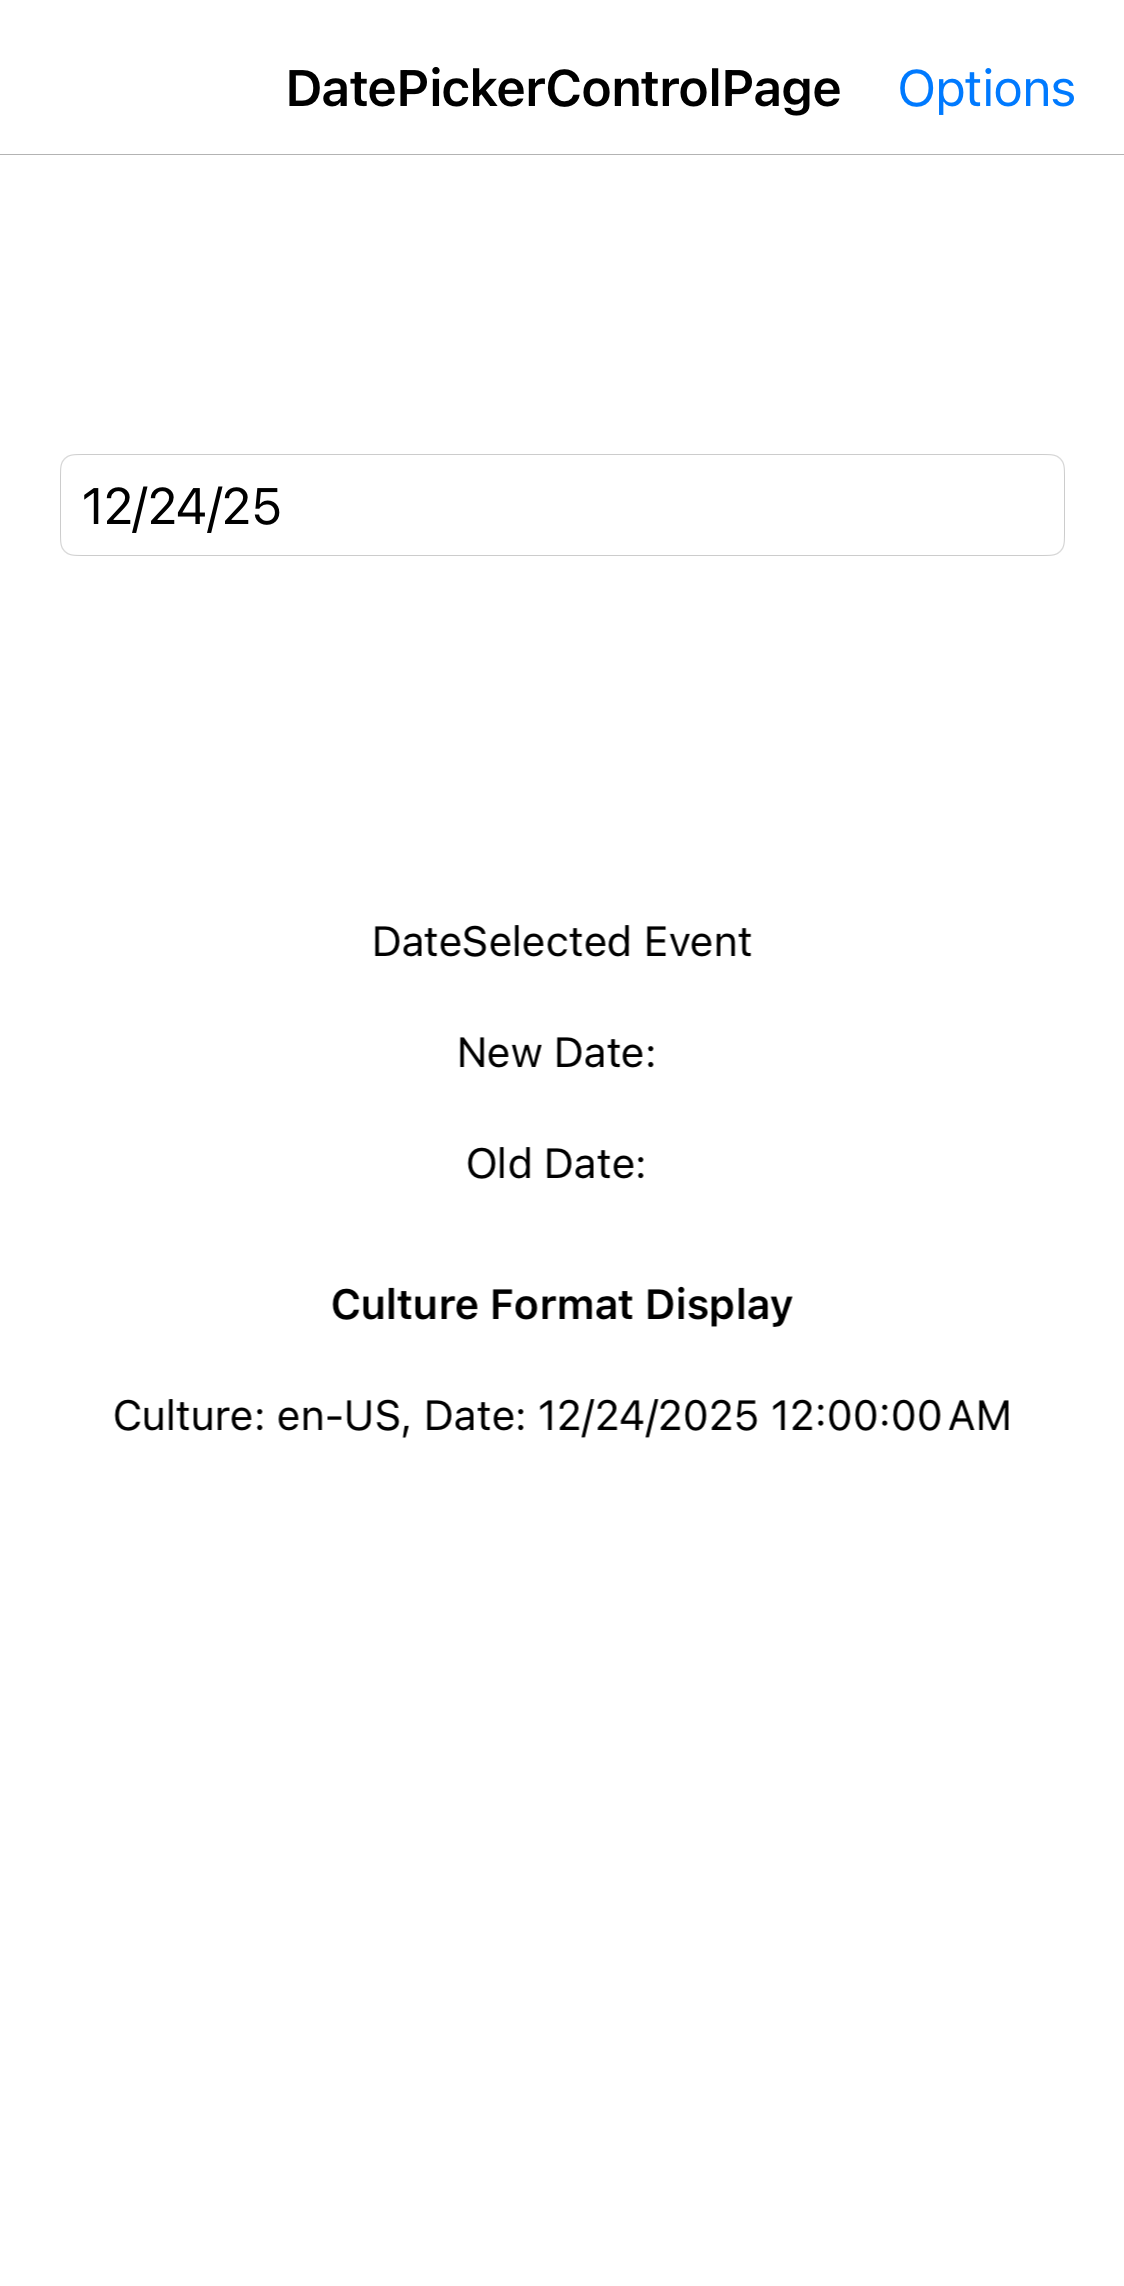 DatePickerControlPage Options
12/24/25
DateSelected Event
New Date:
Old Date:
Culture Format Display
Culture: en-US, Date: 12/24/2025 12:00:00 AM